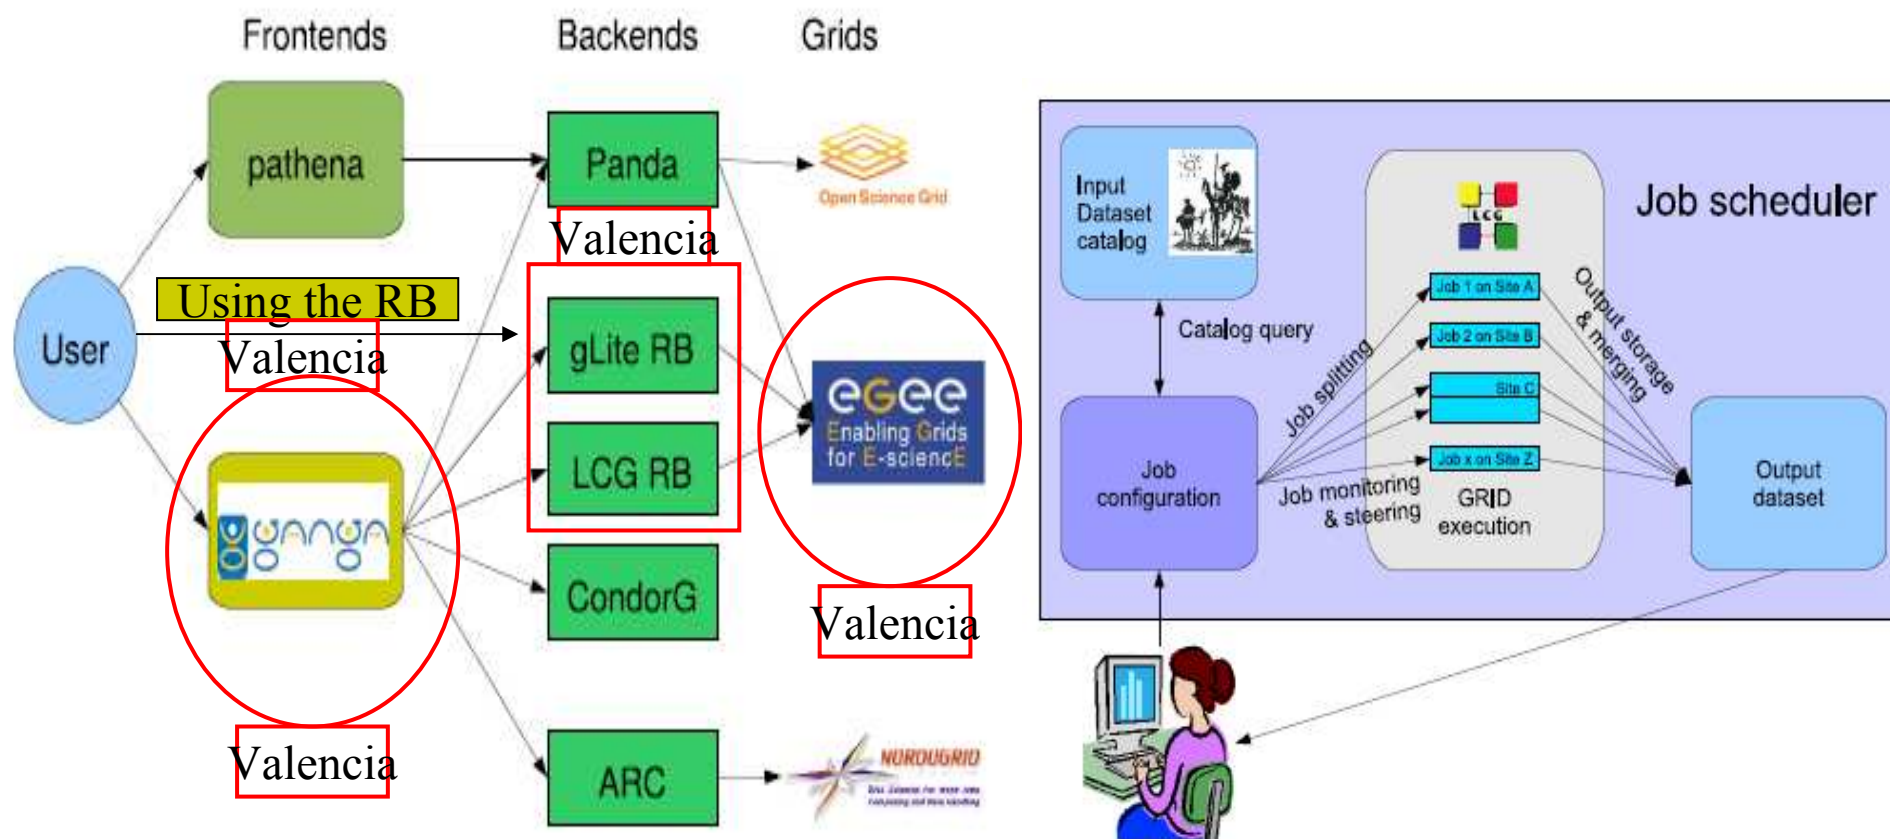 Frontends
Backends
Grids
pathena
Panda
Open Science Grid
Valencia
Using the RB
Valencia
User
gLite RB
LCG RB
eGee
Enabling Grids
for E-sciencE
ganga
CondorG
Valencia
Valencia
ARC
NORDUGRID
Input
Dataset
catalog
LCG
Job scheduler
Catalog query
Job splitting
Job 1 on Site A
Job 2 on Site B
Site C
Job x on Site Z
Output storage
& merging
Job
configuration
Job monitoring
& steering
GRID
execution
Output
dataset